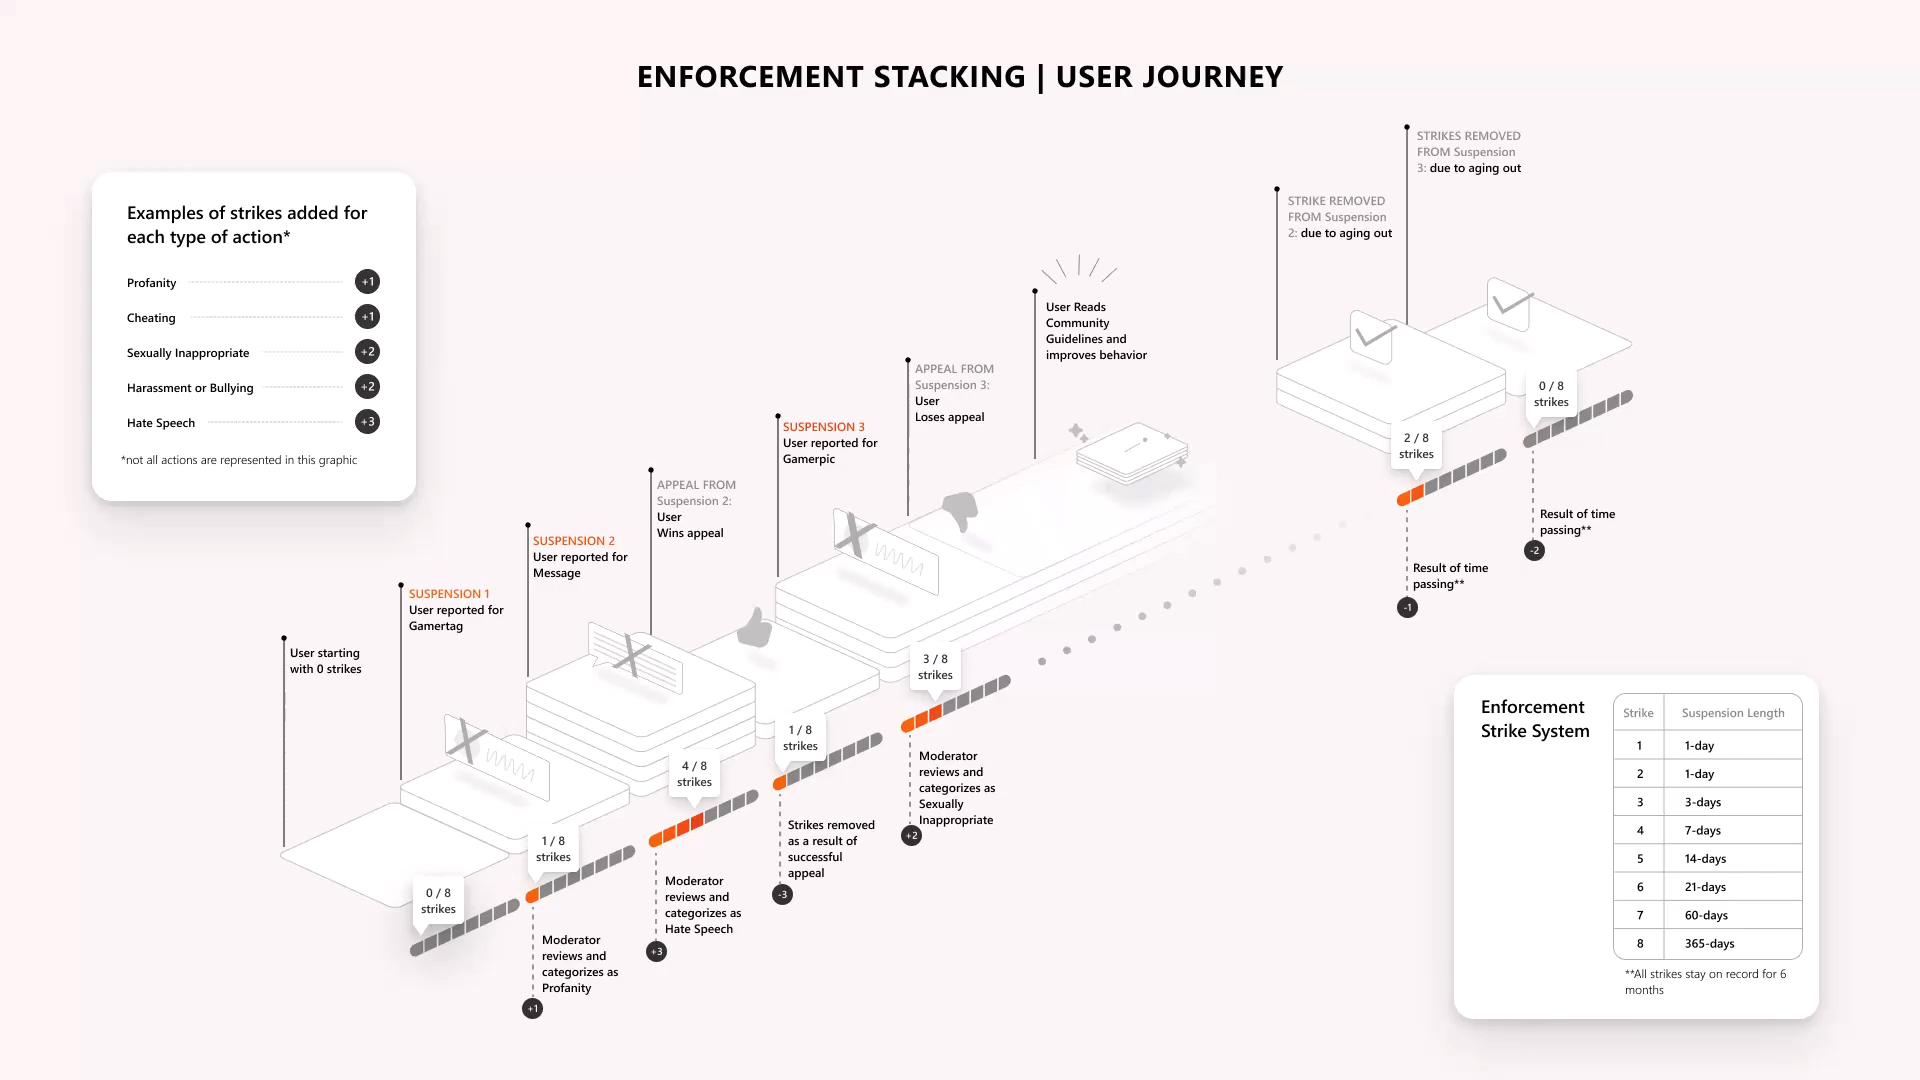 ENFORCEMENT STACKING | USER JOURNEY
Examples of strikes added for
each type of action*
Profanity +1
Cheating +1
Sexually Inappropriate +2
Harassment or Bullying +2
Hate Speech +3
*not all actions are represented in this graphic
User starting
with 0 strikes
0 / 8
strikes
SUSPENSION 1
User reported for
Gamertag
1 / 8
strikes
Moderator
reviews and
categorizes as
Profanity
+1
SUSPENSION 2
User reported for
Message
4 / 8
strikes
Moderator
reviews and
categorizes as
Hate Speech
+3
APPEAL FROM
Suspension 2:
User
Wins appeal
1 / 8
strikes
Strikes removed
as a result of
successful
appeal
-3
SUSPENSION 3
User reported for
Gamerpic
3 / 8
strikes
Moderator
reviews and
categorizes as
Sexually
Inappropriate
+2
APPEAL FROM
Suspension 3:
User
Loses appeal
User Reads
Community
Guidelines and
improves behavior
STRIKE REMOVED
FROM Suspension
2: due to aging out
2 / 8
strikes
Result of time
passing**
-1
STRIKES REMOVED
FROM Suspension
3: due to aging out
0 / 8
strikes
Result of time
passing**
-2
Enforcement
Strike System
Strike Suspension Length
1 1-day
2 1-day
3 3-days
4 7-days
5 14-days
6 21-days
7 60-days
8 365-days
**All strikes stay on record for 6
months